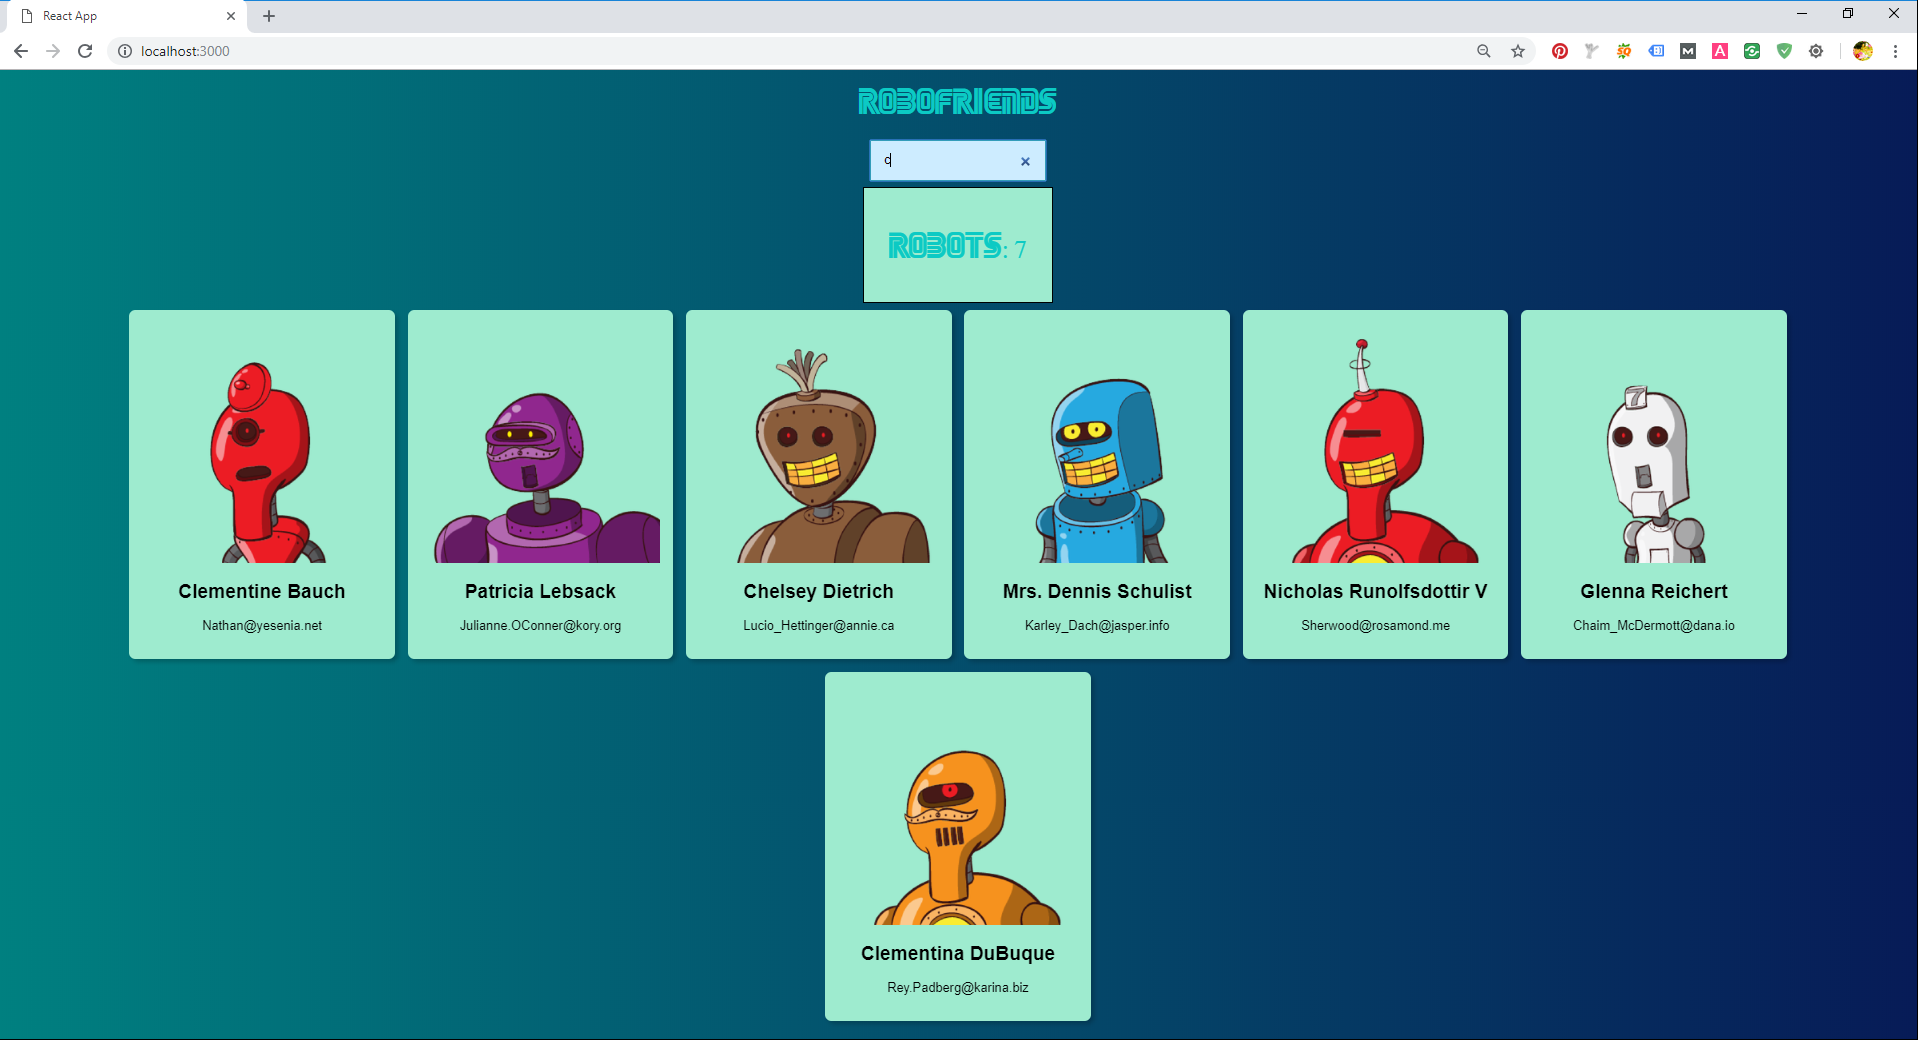 React App
localhost:3000
ROBOFRIENDS
c
ROBOTS: 7
7
Clementine Bauch
Nathan@yesenia.net
Patricia Lebsack
Julianne.OConner@kory.org
Chelsey Dietrich
Lucio_Hettinger@annie.ca
Mrs. Dennis Schulist
Karley_Dach@jasper.info
Nicholas Runolfsdottir V
Sherwood@rosamond.me
Glenna Reichert
Chaim_McDermott@dana.io
Clementina DuBuque
Rey.Padberg@karina.biz